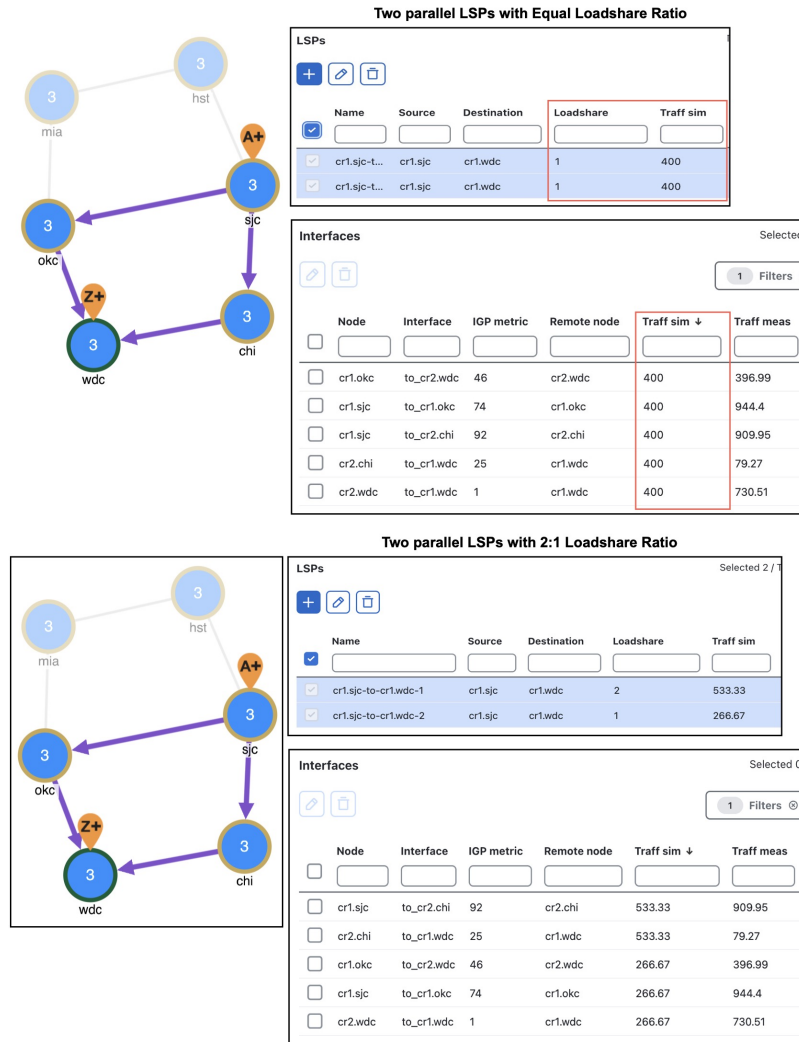 Two parallel LSPs with Equal Loadshare Ratio
3
hst
3
mia
A+
3
sjc
3
okc
Z+
3
wdc
3
chi
LSPs
Name Source Destination Loadshare Traff sim
cr1.sjc-t... cr1.sjc cr1.wdc 1 400
cr1.sjc-t... cr1.sjc cr1.wdc 1 400
Interfaces Selected
1 Filters
Node Interface IGP metric Remote node Traff sim ↓ Traff meas
cr1.okc to_cr2.wdc 46 cr2.wdc 400 396.99
cr1.sjc to_cr1.okc 74 cr1.okc 400 944.4
cr1.sjc to_cr2.chi 92 cr2.chi 400 909.95
cr2.chi to_cr1.wdc 25 cr1.wdc 400 79.27
cr2.wdc to_cr1.wdc 1 cr1.wdc 400 730.51
Two parallel LSPs with 2:1 Loadshare Ratio
3
hst
3
mia
A+
3
sjc
3
okc
Z+
3
wdc
3
chi
LSPs Selected 2 / T
Name Source Destination Loadshare Traff sim
cr1.sjc-to-cr1.wdc-1 cr1.sjc cr1.wdc 2 533.33
cr1.sjc-to-cr1.wdc-2 cr1.sjc cr1.wdc 1 266.67
Interfaces Selected 0
1 Filters
Node Interface IGP metric Remote node Traff sim ↓ Traff meas
cr1.sjc to_cr2.chi 92 cr2.chi 533.33 909.95
cr2.chi to_cr1.wdc 25 cr1.wdc 533.33 79.27
cr1.okc to_cr2.wdc 46 cr2.wdc 266.67 396.99
cr1.sjc to_cr1.okc 74 cr1.okc 266.67 944.4
cr2.wdc to_cr1.wdc 1 cr1.wdc 266.67 730.51